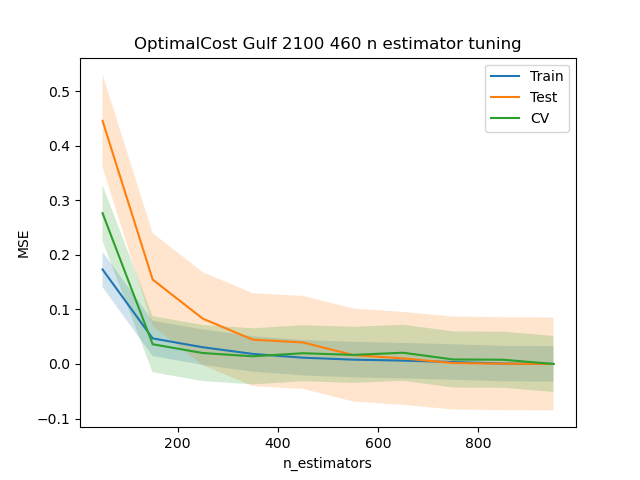 OptimalCost Gulf 2100 460 n estimator tuning
Train
Test
CV
MSE
0.5
0.4
0.3
0.2
0.1
0.0
−0.1
200 400 600 800
n_estimators